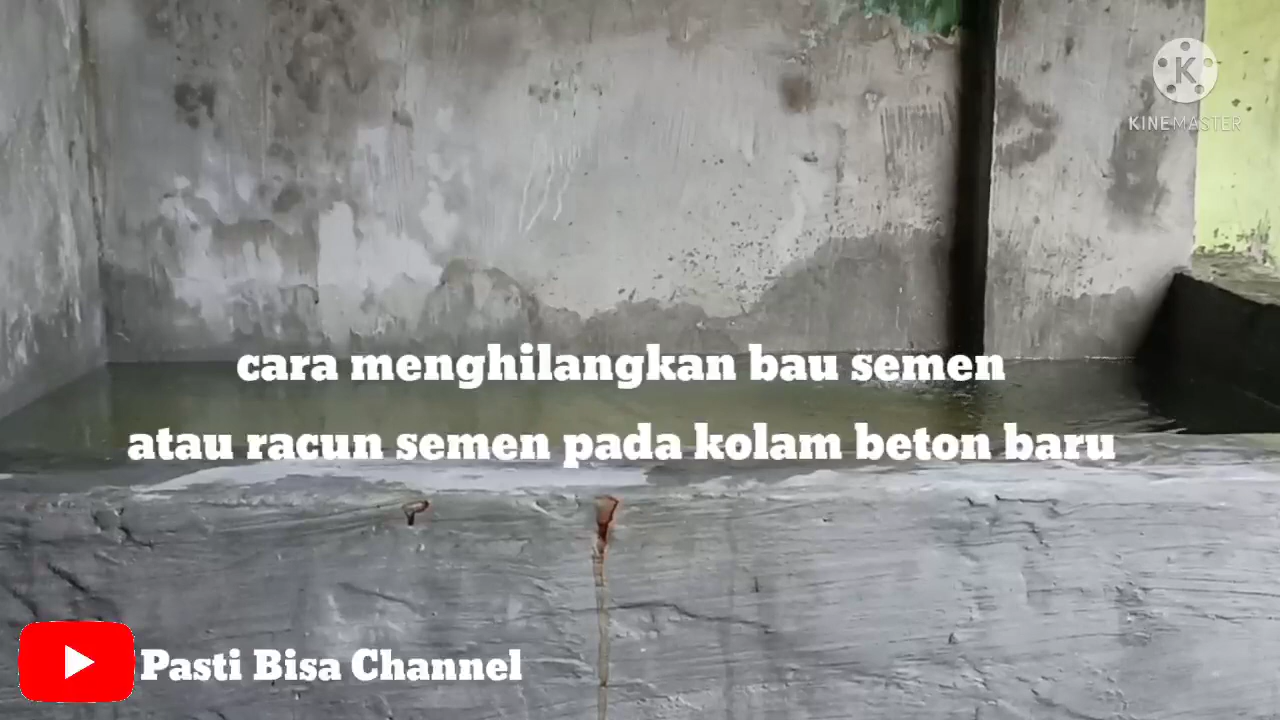 KINEMASTER
cara menghilangkan bau semen
atau racun semen pada kolam beton baru
Pasti Bisa Channel